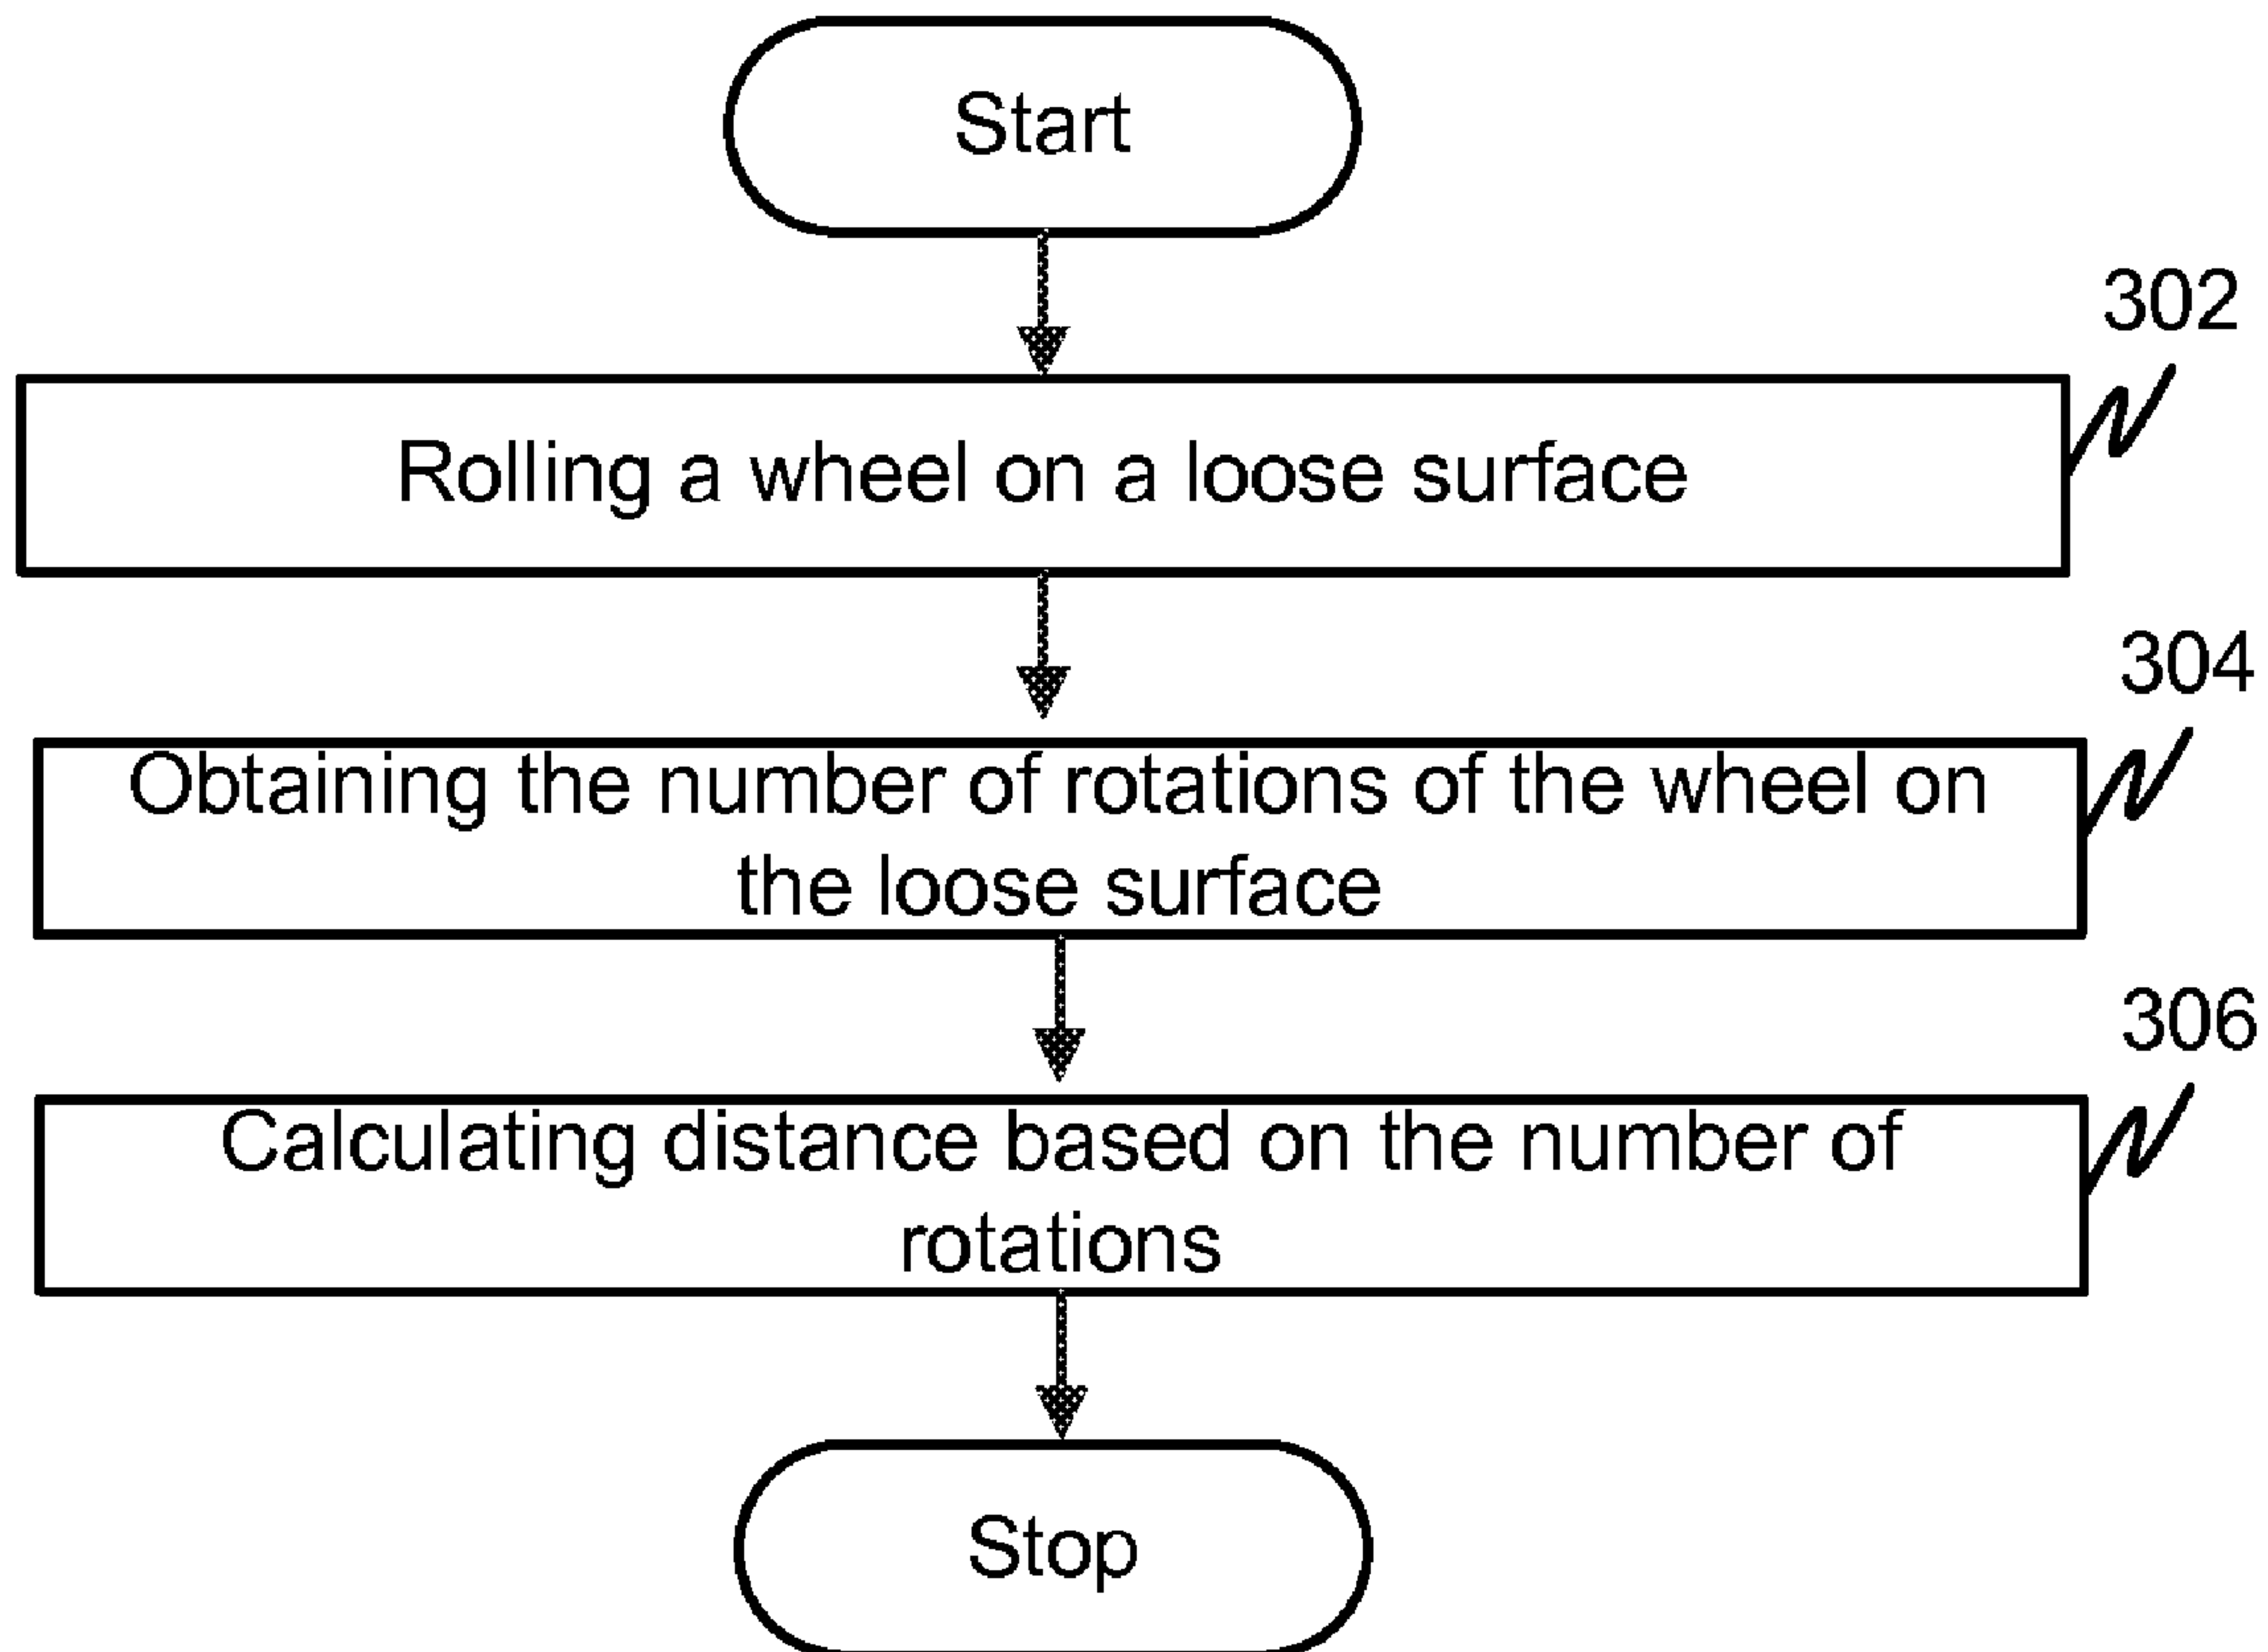 Start
302
Rolling a wheel on a loose surface
304
Obtaining the number of rotations of the wheel on
the loose surface
306
Calculating distance based on the number of
rotations
Stop